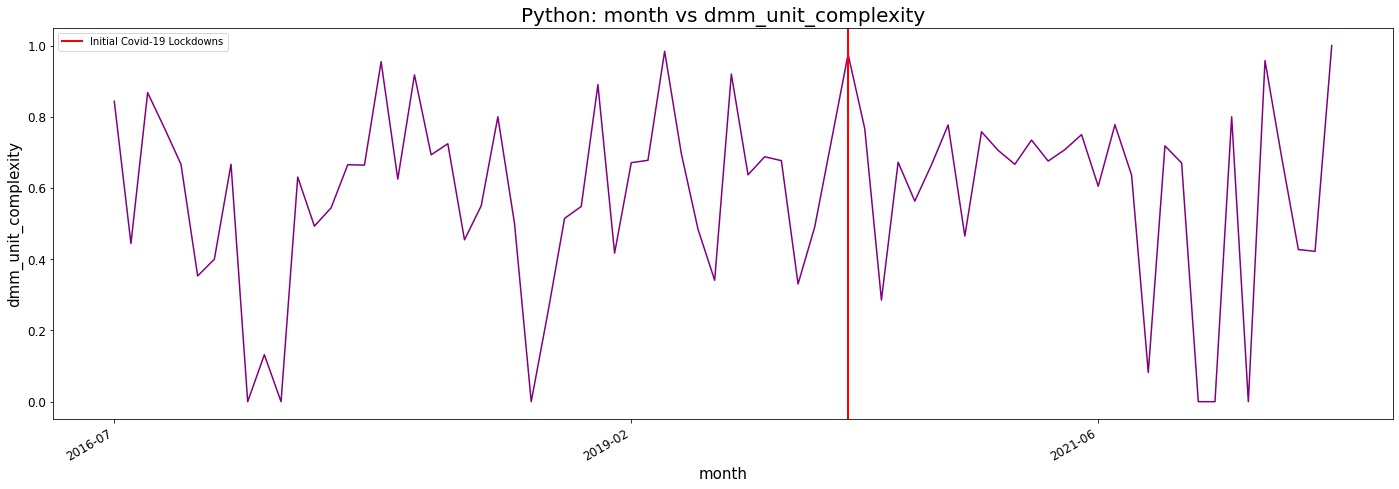 Python: month vs dmm_unit_complexity
Initial Covid-19 Lockdowns
1.0
0.8
0.6
0.4
0.2
0.0
dmm_unit_complexity
2016-07
2019-02
2021-06
month